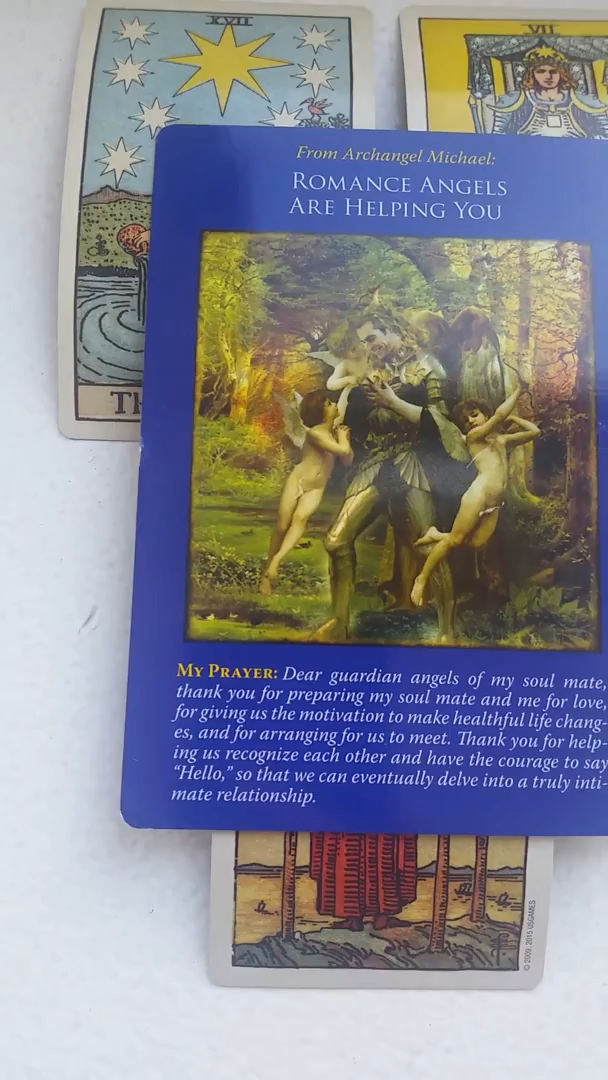 XVII
VII
From Archangel Michael:
ROMANCE ANGELS
ARE HELPING YOU
TH
MY PRAYER: Dear guardian angels of my soul mate,
thank you for preparing my soul mate and me for love,
for giving us the motivation to make healthful life chang-
es, and for arranging for us to meet. Thank you for help-
ing us recognize each other and have the courage to say
“Hello,” so that we can eventually delve into a truly inti-
mate relationship.
© 2009, 2015 USGAMES